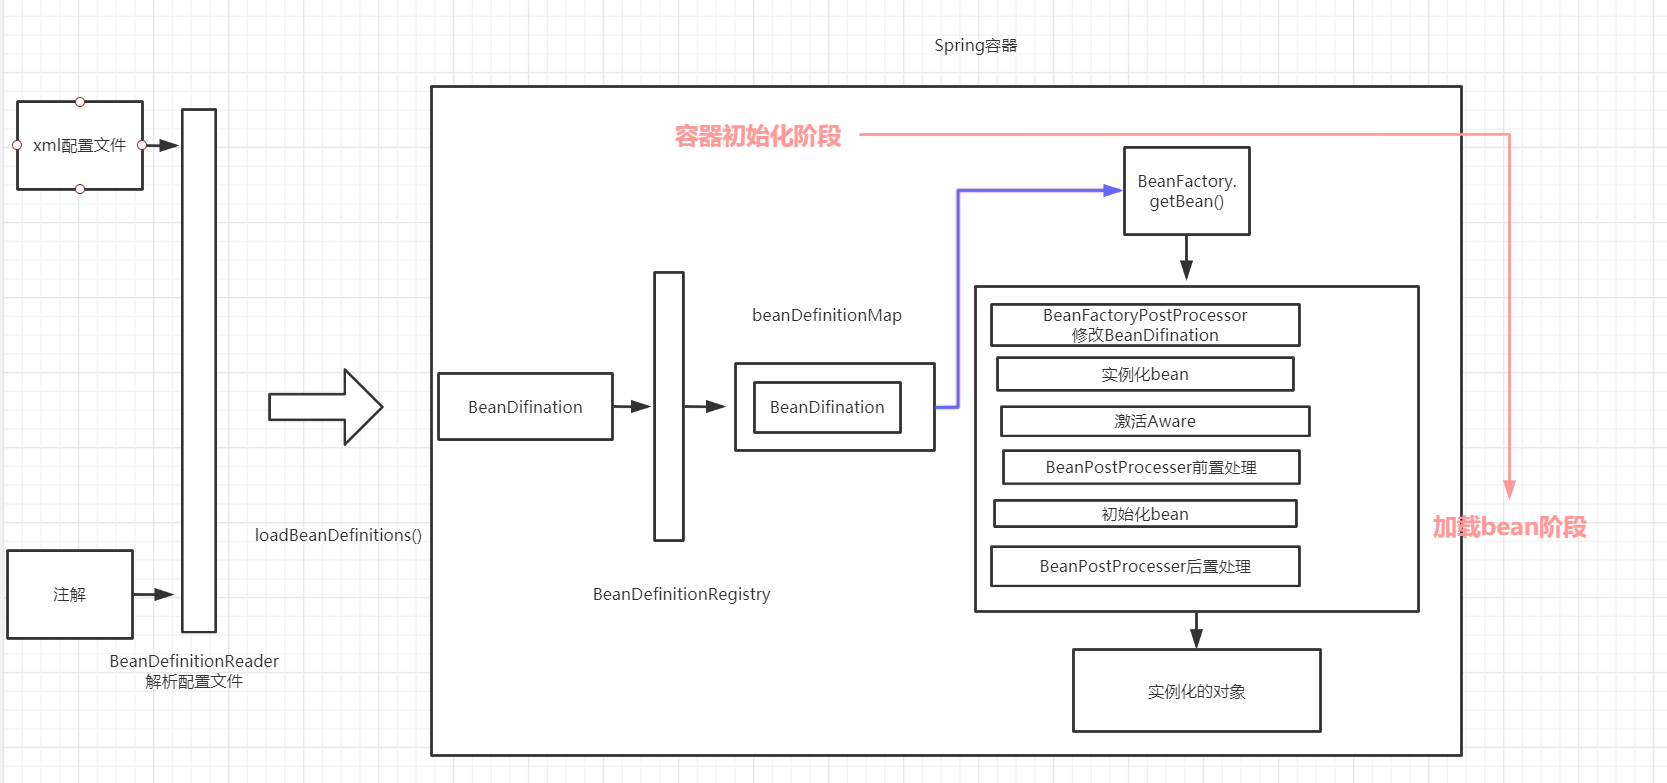 Spring容器
xml配置文件
注解
BeanDefinitionReader
解析配置文件
loadBeanDefinitions()
容器初始化阶段
BeanDifination
BeanDefinitionRegistry
beanDefinitionMap
BeanDifination
BeanFactory.
getBean()
BeanFactoryPostProcessor
修改BeanDifination
实例化bean
激活Aware
BeanPostProcesser前置处理
初始化bean
BeanPostProcesser后置处理
实例化的对象
加载bean阶段